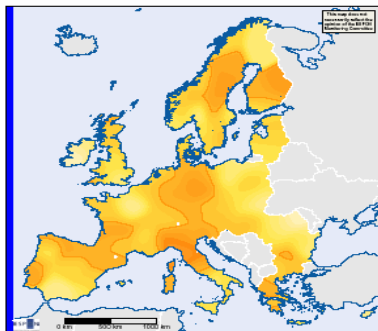 This map does not
necessarily reflect the
opinion of the ESPON
Monitoring Committee
0 km 500 km 1000 km